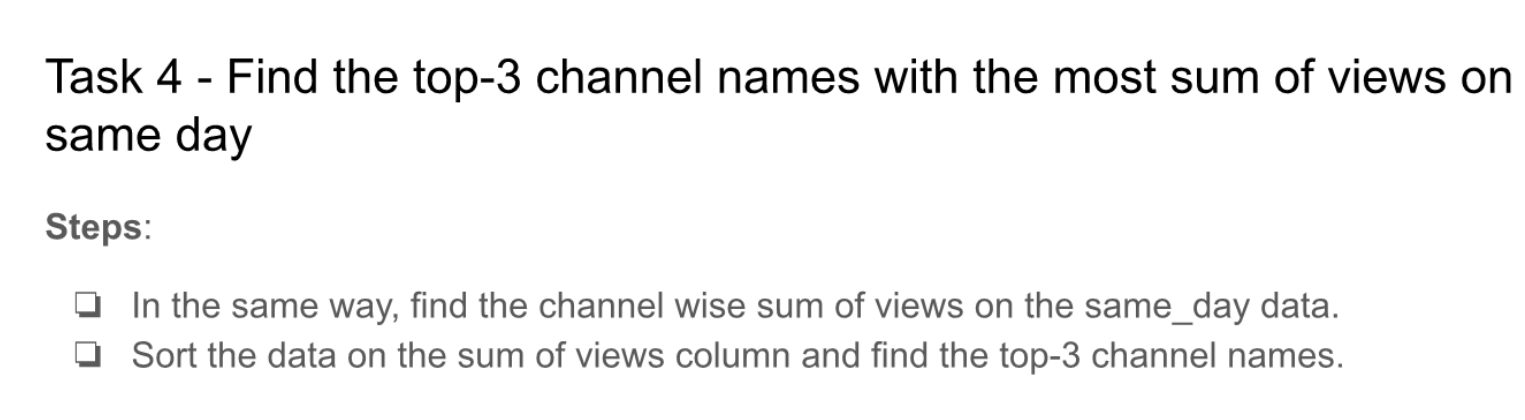 Task 4 - Find the top-3 channel names with the most sum of views on
same day
Steps:
❏ In the same way, find the channel wise sum of views on the same_day data.
❏ Sort the data on the sum of views column and find the top-3 channel names.